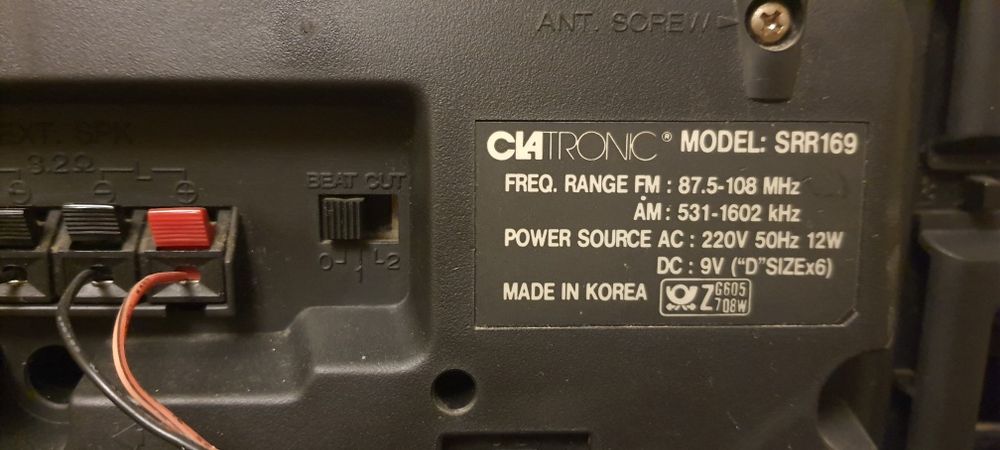 ANT. SCREW
EXT. SPK
3.2Ω
L
⊖ ⊖ ⊕
BEAT CUT
0 1 2
CLATRONIC® MODEL: SRR169
FREQ. RANGE FM : 87.5-108 MHz
AM : 531-1602 kHz
POWER SOURCE AC : 220V 50Hz 12W
DC : 9V ("D"SIZEx6)
MADE IN KOREA Z G605
708W